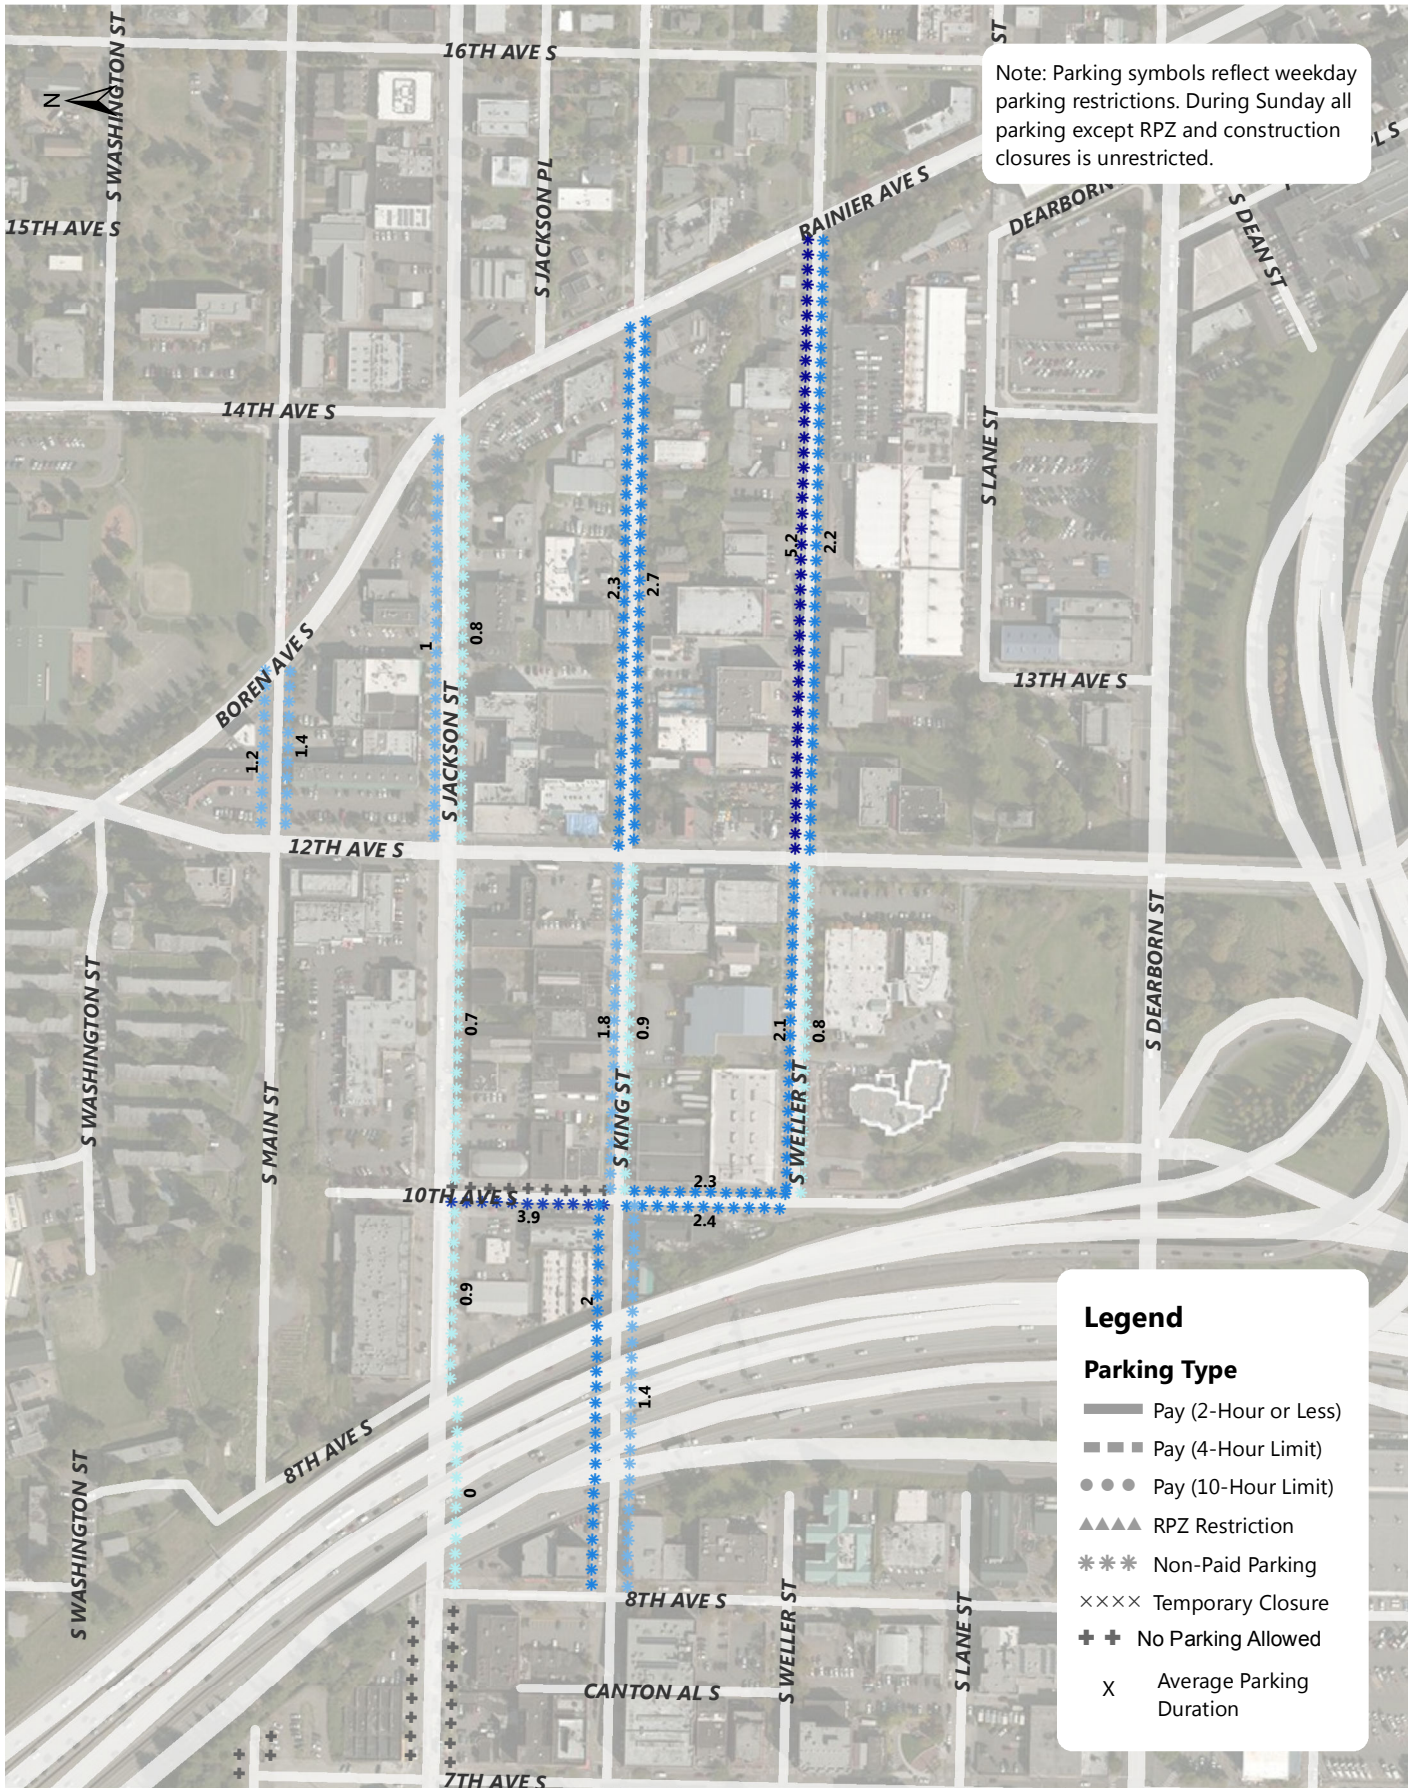 16TH AVE S
S WASHINGTON ST
ST
N
Note: Parking symbols reflect weekday
parking restrictions. During Sunday all
parking except RPZ and construction
closures is unrestricted.
PL S
S JACKSON PL
RAINIER AVE S
DEARBORN
S DEAN ST
15TH AVE S
14TH AVE S
S LANE ST
5.2
2.2
2.3
2.7
1
0.8
BOREN AVE S
13TH AVE S
1.2
1.4
S JACKSON ST
12TH AVE S
S DEARBORN ST
S WASHINGTON ST
0.7
1.8
0.9
2.1
0.8
S MAIN ST
S KING ST
S WELLER ST
10TH AVE S
2.3
3.9
2.4
0.9
2
1.4
8TH AVE S
0
S WASHINGTON ST
8TH AVE S
S WELLER ST
S LANE ST
CANTON AL S
7TH AVE S
Legend
Parking Type
Pay (2-Hour or Less)
Pay (4-Hour Limit)
Pay (10-Hour Limit)
RPZ Restriction
Non-Paid Parking
Temporary Closure
No Parking Allowed
X Average Parking
Duration